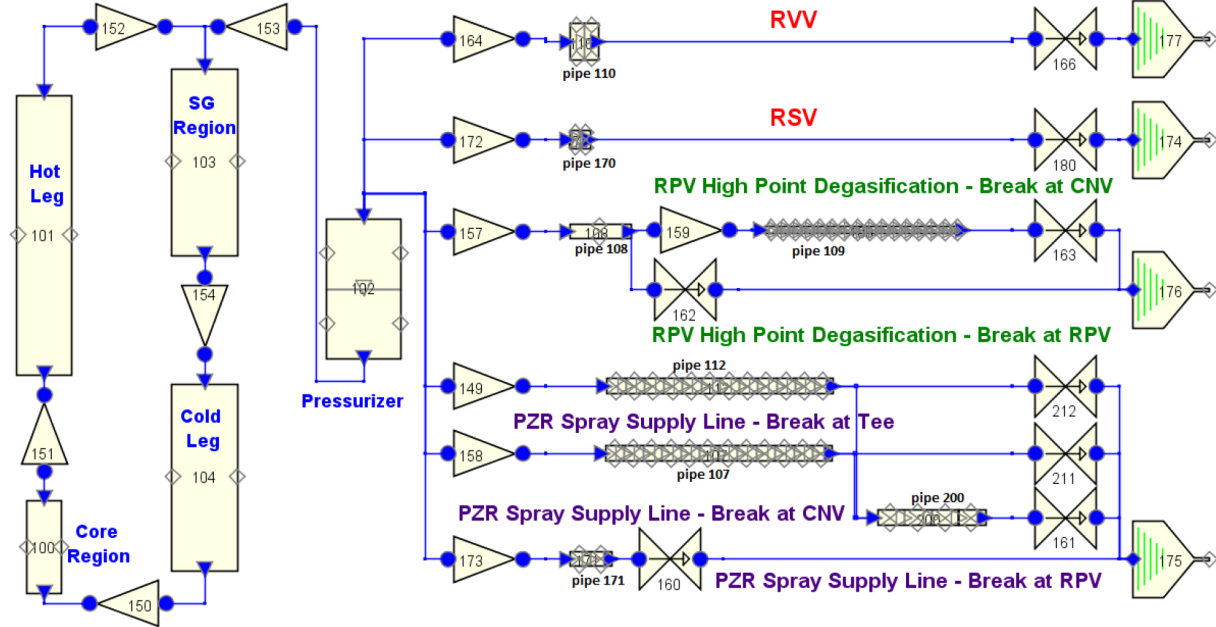 152
153
164
116
pipe 110
RVV
166
177
SG
Region
103
172
pipe 170
RSV
180
174
Hot
Leg
101
RPV High Point Degasification - Break at CNV
157
108
pipe 108
159
pipe 109
163
154
102
162
176
RPV High Point Degasification - Break at RPV
pipe 112
149
112
212
Pressurizer
PZR Spray Supply Line - Break at Tee
Cold
Leg
151
158
107
pipe 107
211
104
pipe 200
PZR Spray Supply Line - Break at CNV
200
161
Core
Region
100
173
pipe 171
160
PZR Spray Supply Line - Break at RPV
175
150